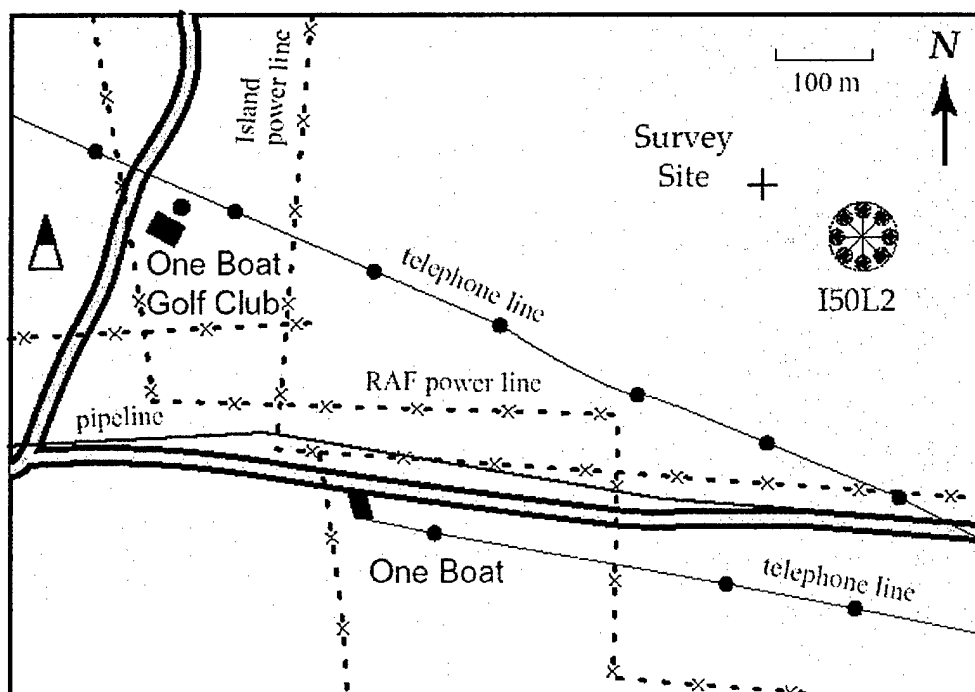 Island
power line
N
100 m
Survey
Site
telephone line
One Boat
Golf Club
I50L2
RAF power line
pipeline
One Boat
telephone line